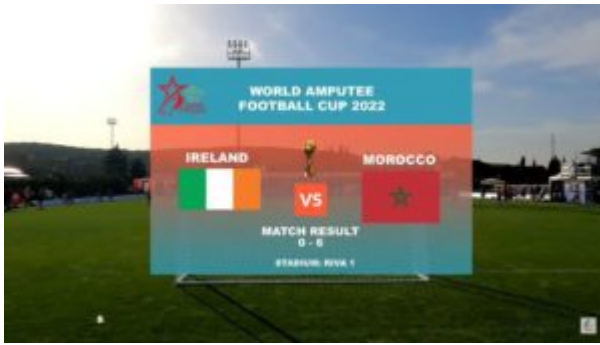 WORLD AMPUTEE
FOOTBALL CUP 2022
IRELAND
MOROCCO
VS
MATCH RESULT
0 - 6
STADIUM: RIVA 1